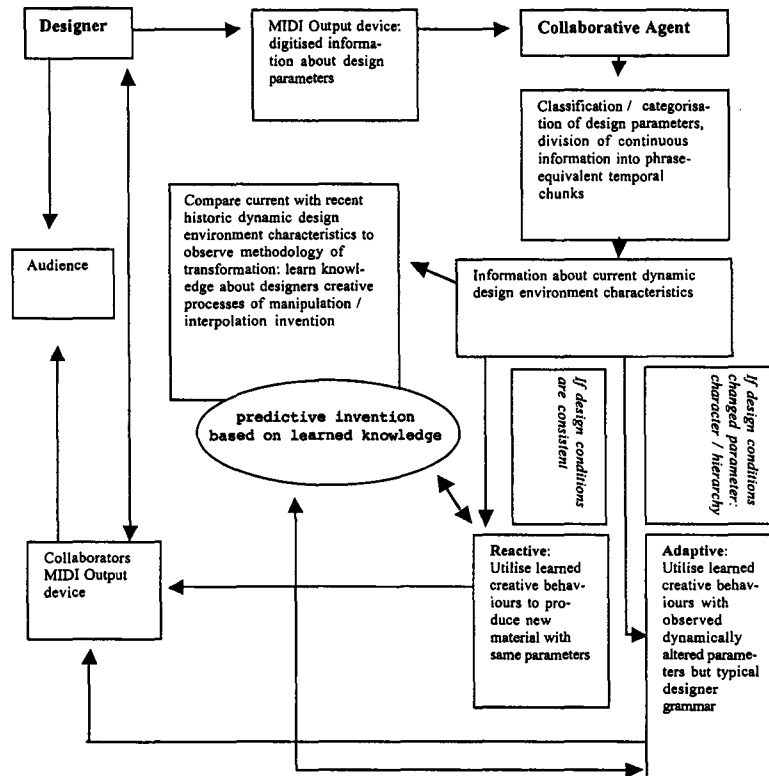 Designer
MIDI Output device:
digitised information
about design
parameters
Collaborative Agent
Classification / categorisa-
tion of design parameters,
division of continuous
information into phrase-
equivalent temporal
chunks
Compare current with recent
historic dynamic design
environment characteristics to
observe methodology of
transformation: learn knowl-
edge about designers creative
processes of manipulation /
interpolation invention
Audience
Information about current dynamic
design environment characteristics
predictive invention
based on learned knowledge
If design conditions
are consistent
If design conditions
changed parameter:
character / hierarchy
Collaborators
MIDI Output
device
Reactive:
Utilise learned
creative behav-
iours to pro-
duce new
material with
same parameters
Adaptive:
Utilise learned
creative behav-
iours with
observed
dynamically
altered parame-
ters but typical
designer
grammar